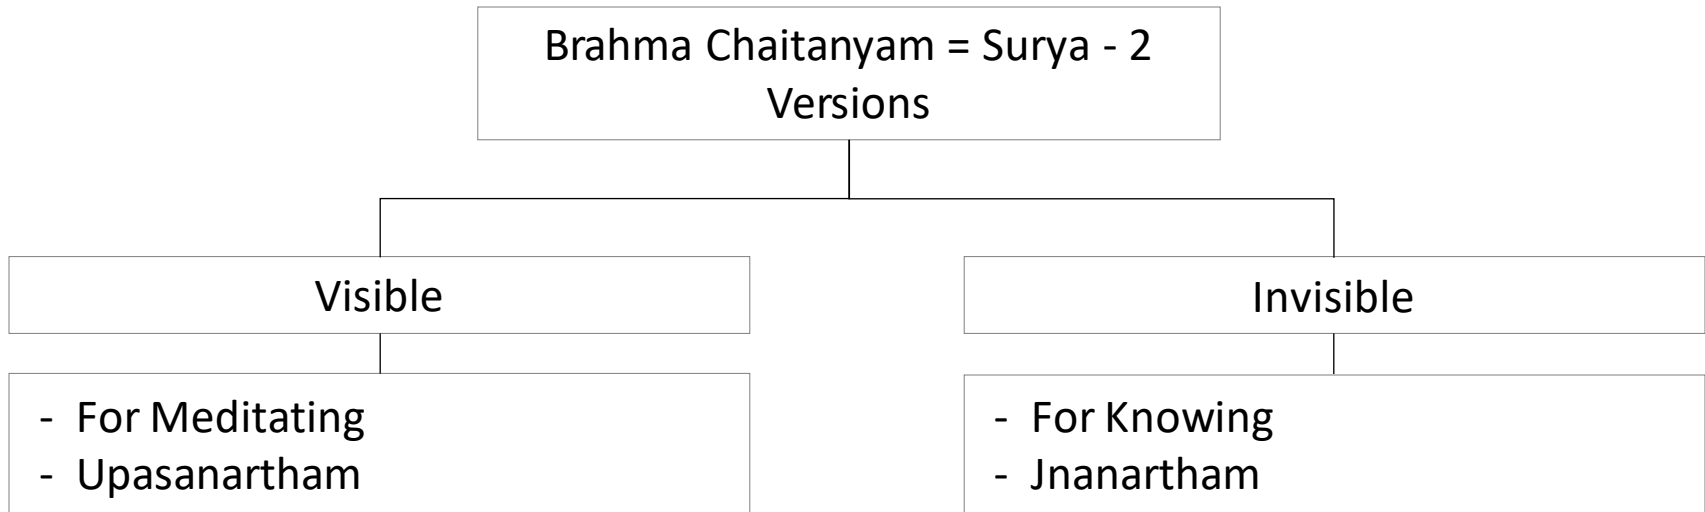 Brahma Chaitanyam = Surya - 2
Versions
Visible
Invisible
- For Meditating
- Upasanartham
- For Knowing
- Jnanartham